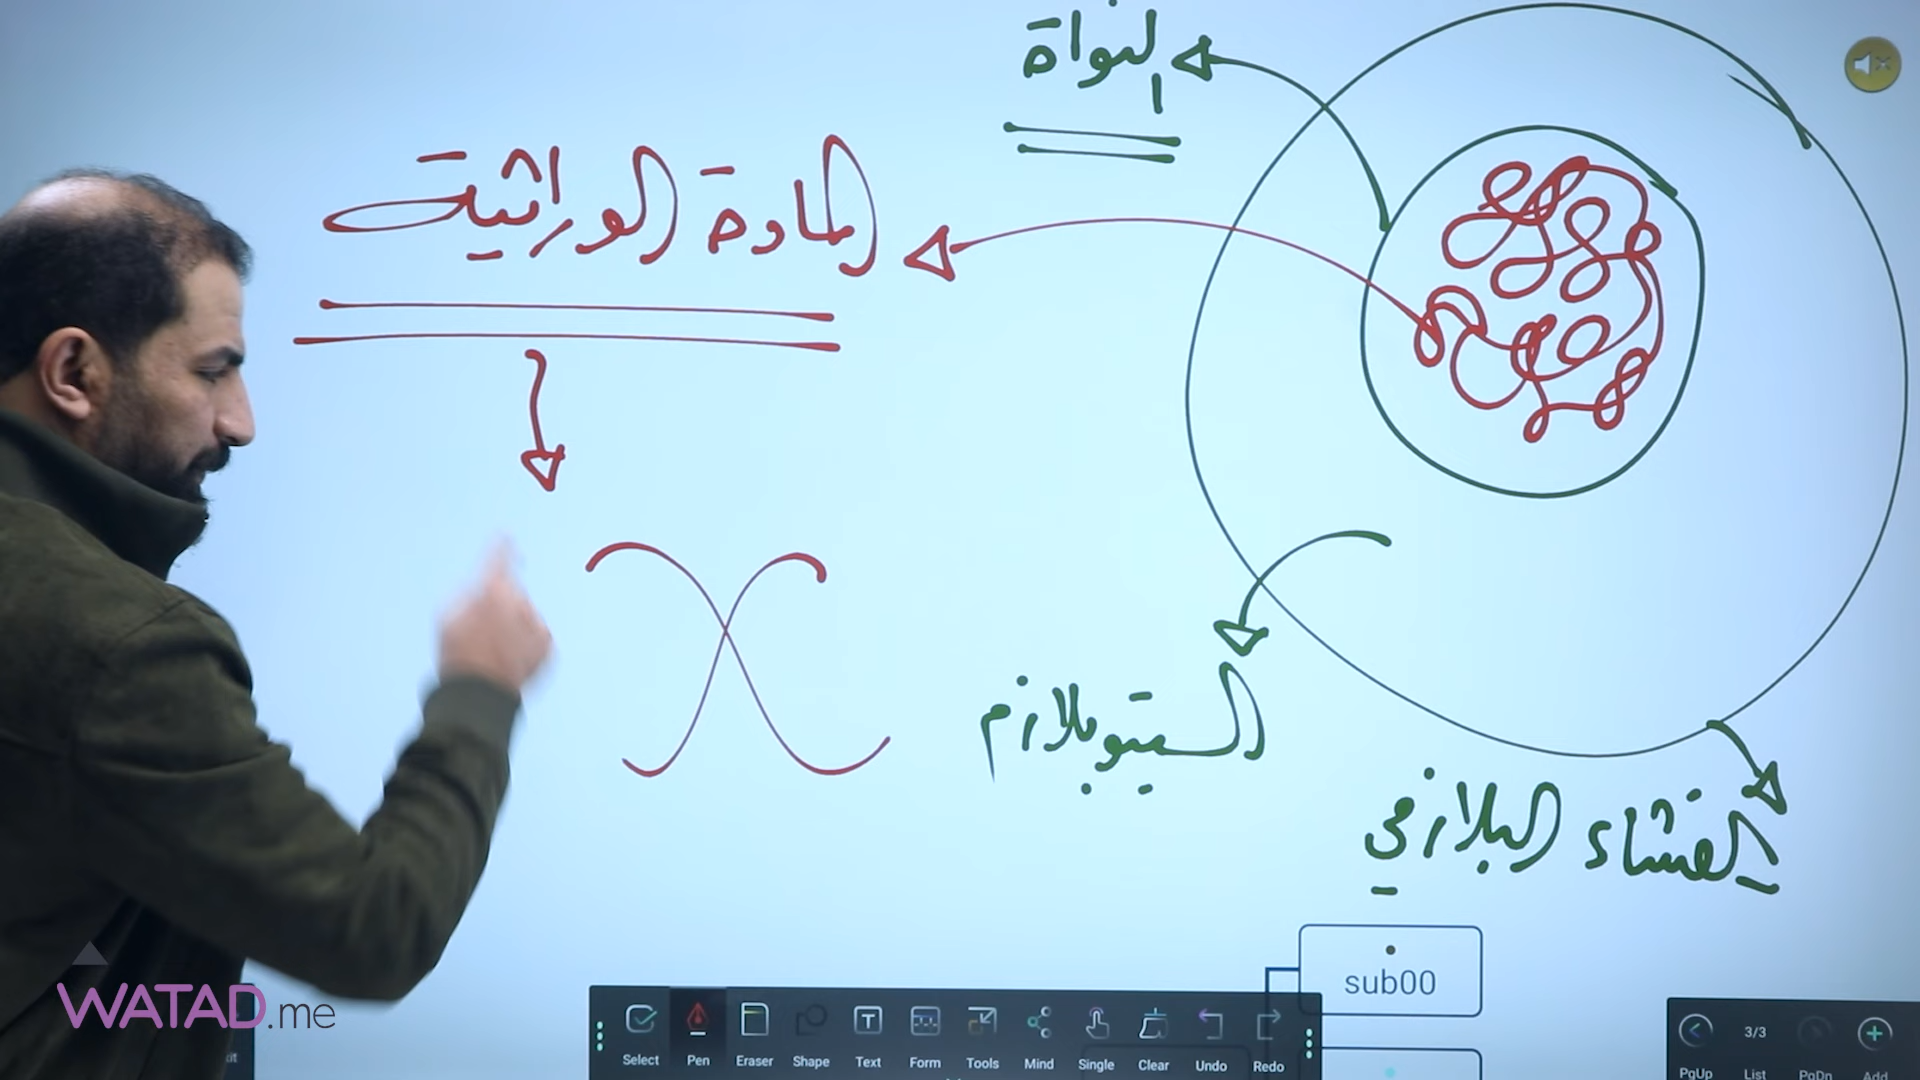 النواة
المادة الوراثية
السيتوبلازم
الغشاء البلازمي
sub00
WATAD.me
Select Pen Eraser Shape Text Form Tools Mind Single Clear Undo Redo
3/3
PgUp List PgDn Add